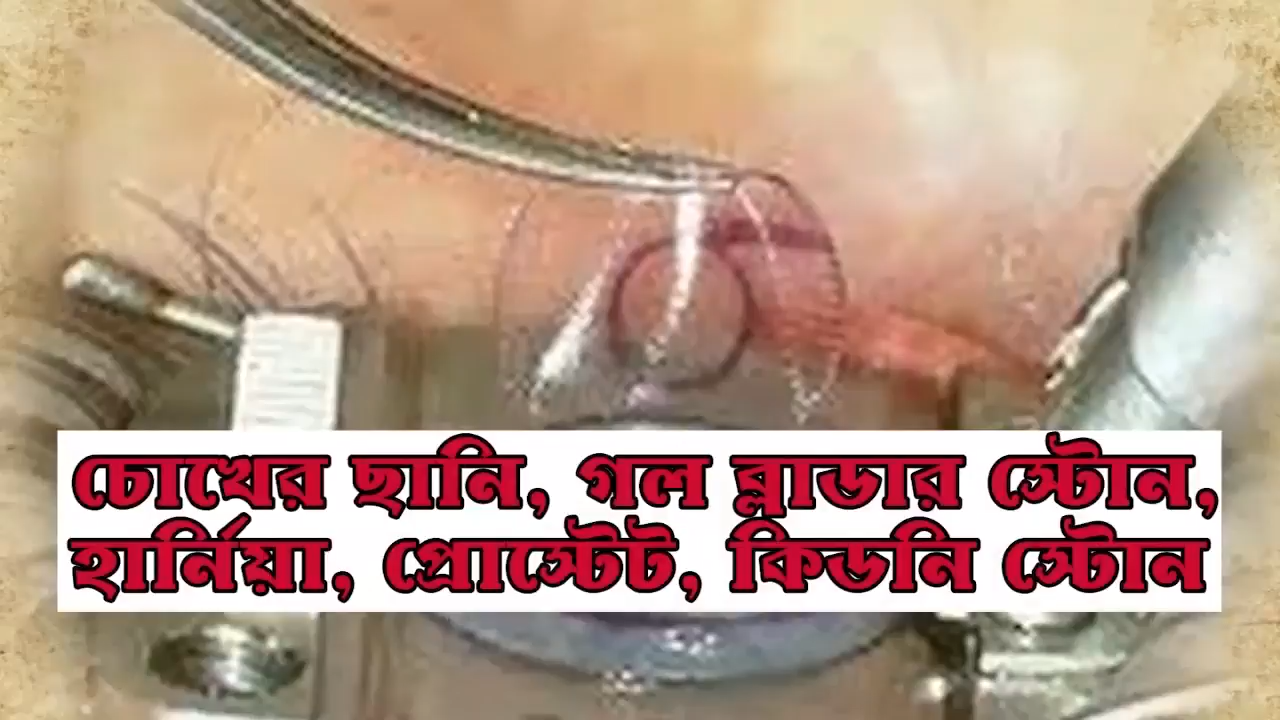 চোখের ছানি, গল ব্লাডার স্টোন,
হার্নিয়া, প্রোস্টেট, কিডনি স্টোন